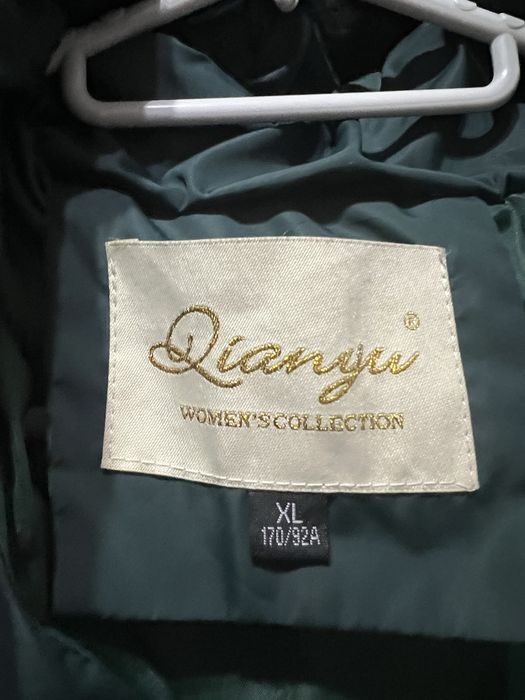 Qianyu®
WOMEN'S COLLECTION
XL
170/92A